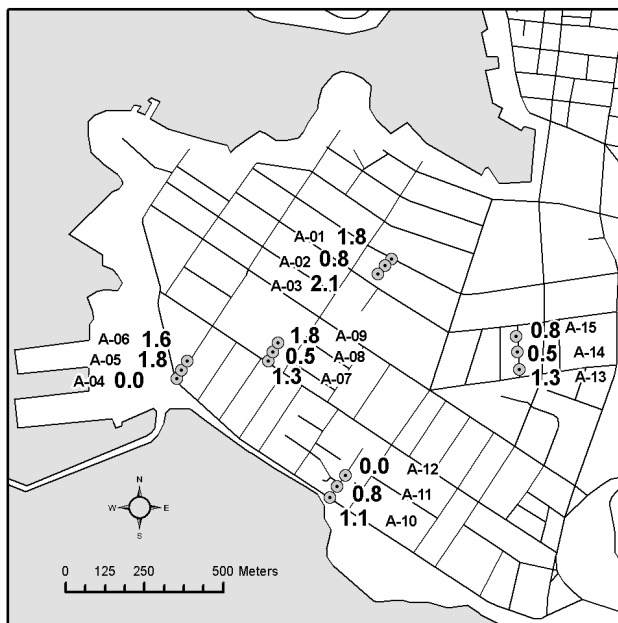 A-01 1.8
A-02 0.8
A-03 2.1
0.8 A-15
A-06 1.6
1.8 A-09
A-05 1.8
0.5 A-08
0.5 A-14
A-04 0.0
1.3 A-07
1.3 A-13
0.0 A-12
0.8 A-11
1.1 A-10
N
W E
S
0 125 250 500 Meters